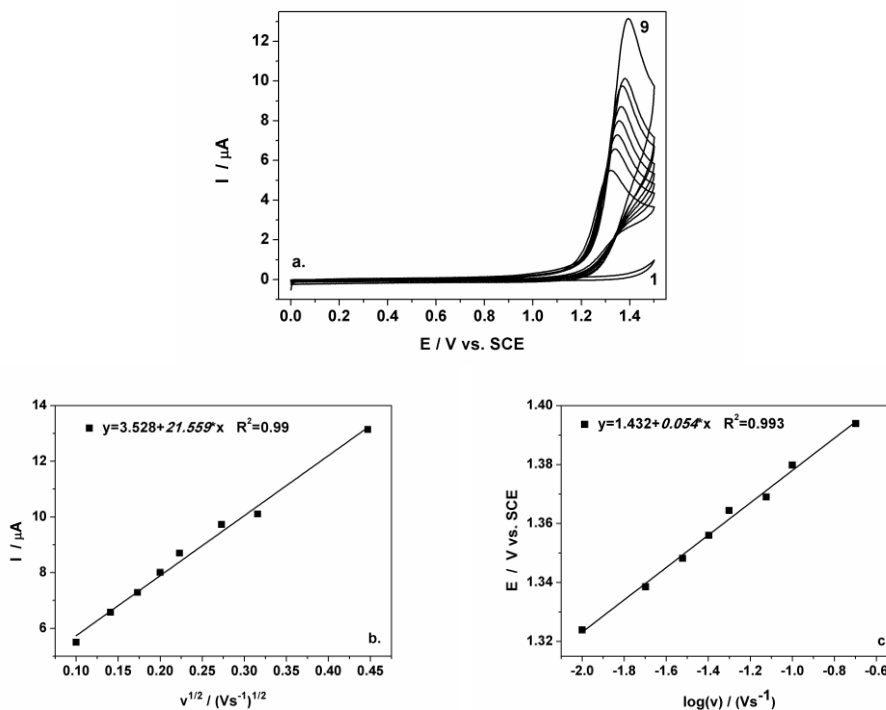 13
12
10
8
6
4
2
0
I / μA
9
a.
1
0.0 0.2 0.4 0.6 0.8 1.0 1.2 1.4
E / V vs. SCE
14
12
10
8
6
I / μA
y=3.528+21.559*x R²=0.99
b.
0.10 0.15 0.20 0.25 0.30 0.35 0.40 0.45
v^1/2 / (Vs⁻¹)^1/2
1.40
1.38
1.36
1.34
1.32
E / V vs. SCE
y=1.432+0.054*x R²=0.993
c
-2.0 -1.8 -1.6 -1.4 -1.2 -1.0 -0.8 -0.6
log(v) / (Vs⁻¹)